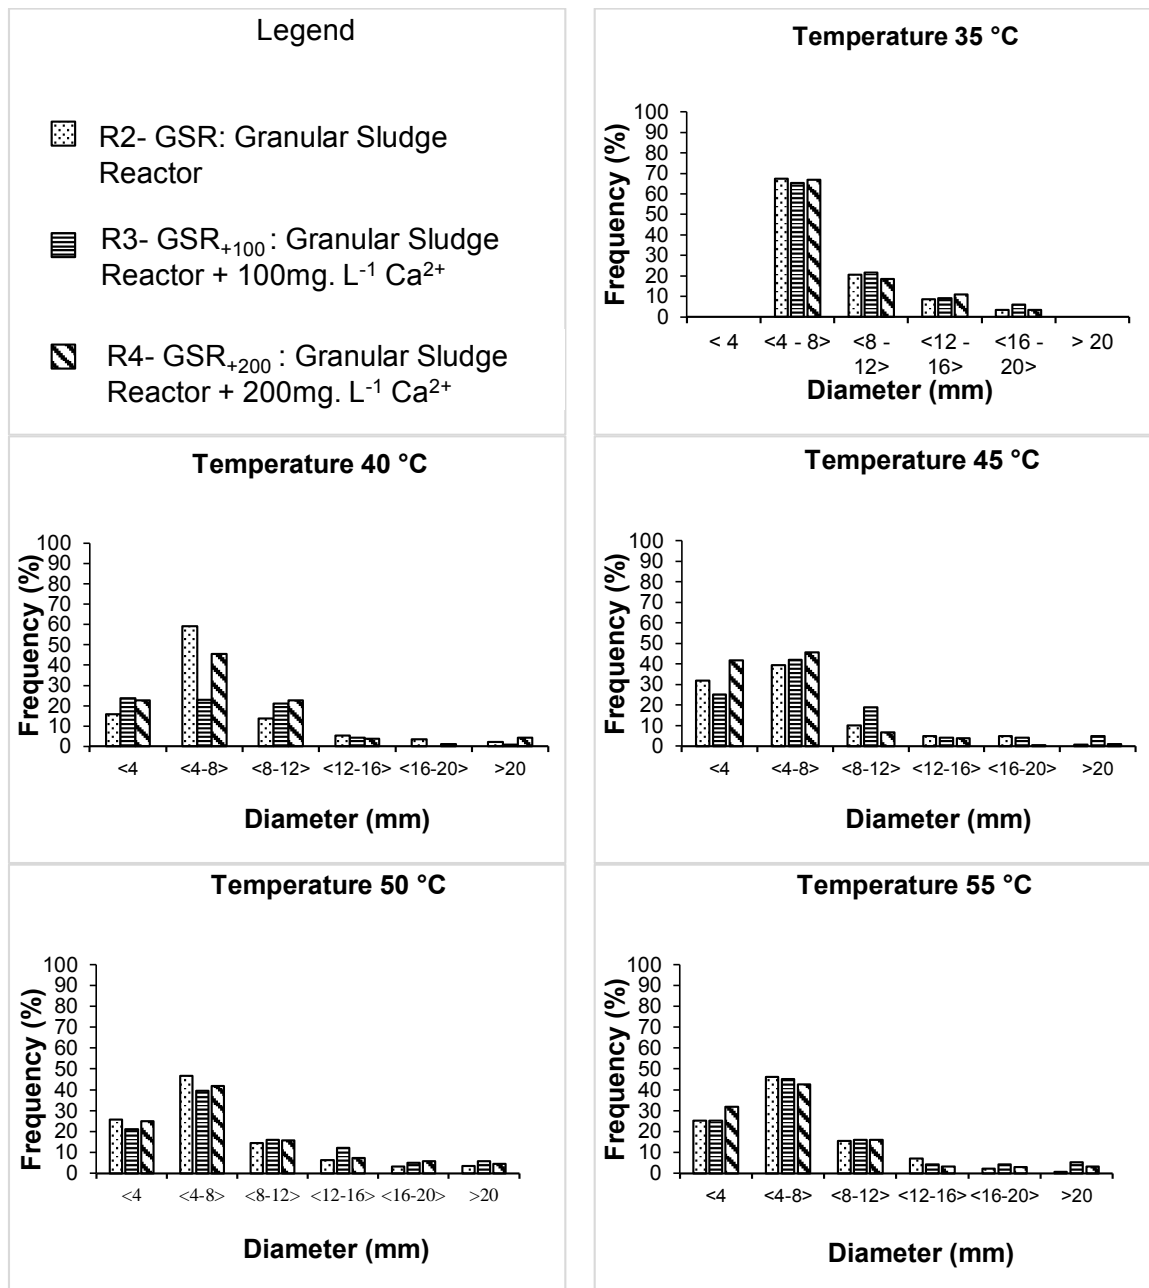 Legend
R2- GSR: Granular Sludge
Reactor
R3- GSR+100 : Granular Sludge
Reactor + 100mg. L-1 Ca2+
R4- GSR+200 : Granular Sludge
Reactor + 200mg. L-1 Ca2+
Temperature 35 °C
Frequency (%)
100
90
80
70
60
50
40
30
20
10
0
< 4 <4 - 8> <8 - <12 - <16 - > 20
12> 16> 20>
Diameter (mm)
Temperature 40 °C
Frequency (%)
100
90
80
70
60
50
40
30
20
10
0
<4 <4-8> <8-12> <12-16> <16-20> >20
Diameter (mm)
Temperature 45 °C
Frequency (%)
100
90
80
70
60
50
40
30
20
10
0
<4 <4-8> <8-12> <12-16> <16-20> >20
Diameter (mm)
Temperature 50 °C
Frequency (%)
100
90
80
70
60
50
40
30
20
10
0
<4 <4-8> <8-12> <12-16> <16-20> >20
Diameter (mm)
Temperature 55 °C
Frequency (%)
100
90
80
70
60
50
40
30
20
10
0
<4 <4-8> <8-12> <12-16> <16-20> >20
Diameter (mm)